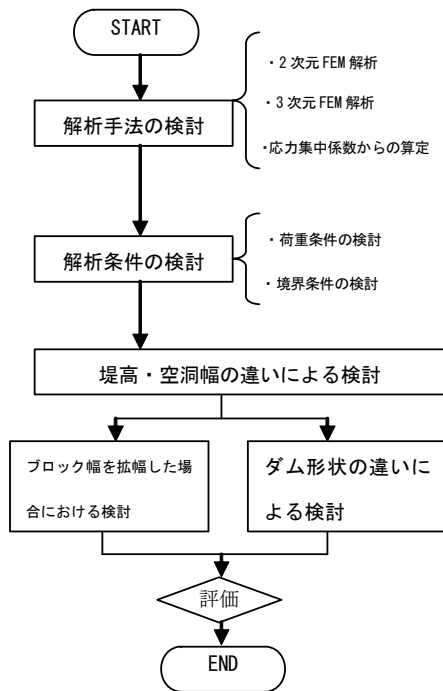 START
・2次元FEM解析
・3次元FEM解析
・応力集中係数からの算定
解析手法の検討
解析条件の検討
・荷重条件の検討
・境界条件の検討
堤高・空洞幅の違いによる検討
ブロック幅を拡幅した場
合における検討
ダム形状の違いに
よる検討
評価
END